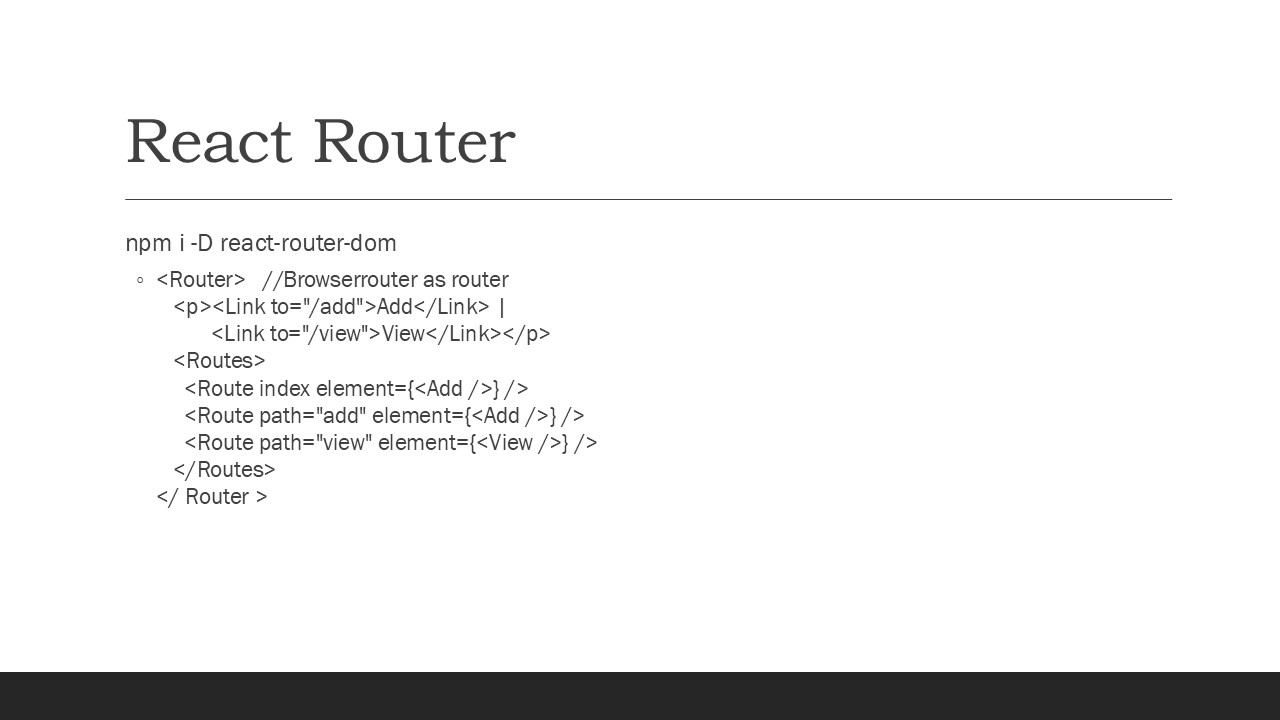 React Router
npm i -D react-router-dom
◦ <Router>   //Browserrouter as router
<p><Link to="/add">Add</Link> |
<Link to="/view">View</Link></p>
<Routes>
<Route index element={<Add />} />
<Route path="add" element={<Add />} />
<Route path="view" element={<View />} />
</Routes>
</ Router >